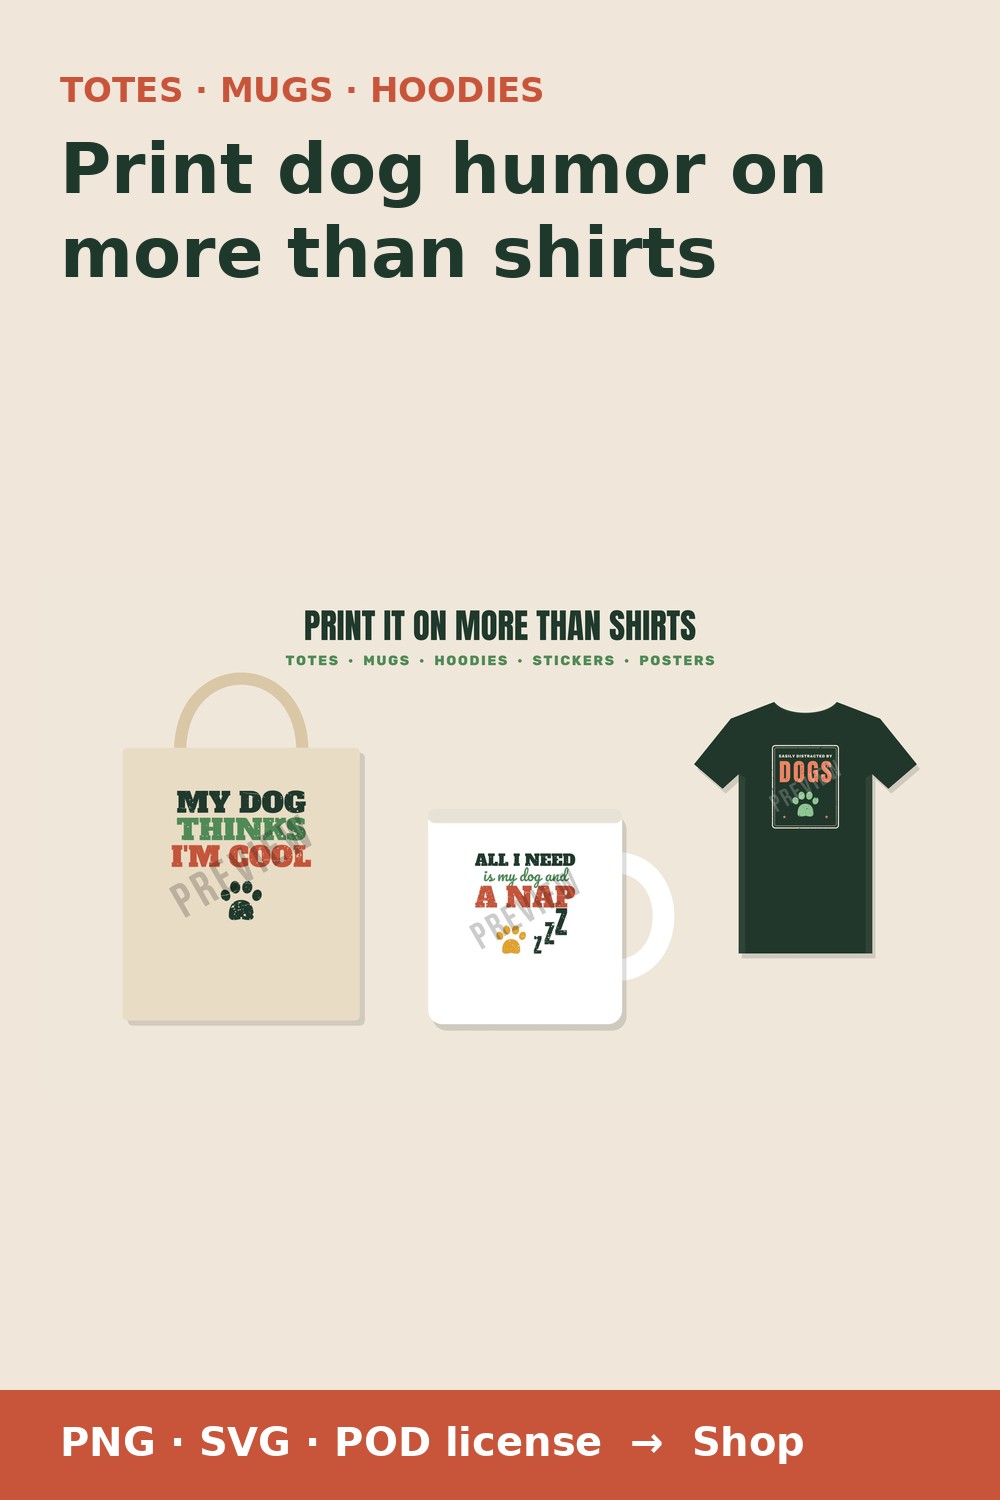 TOTES · MUGS · HOODIES
Print dog humor on
more than shirts
PRINT IT ON MORE THAN SHIRTS
TOTES · MUGS · HOODIES · STICKERS · POSTERS
MY DOG
THINKS
I'M COOL
PREVIEW
ALL I NEED
is my dog and
A NAP
ZZZ
PREVIEW
EASILY DISTRACTED BY
DOGS
PREVIEW
PNG · SVG · POD license → Shop